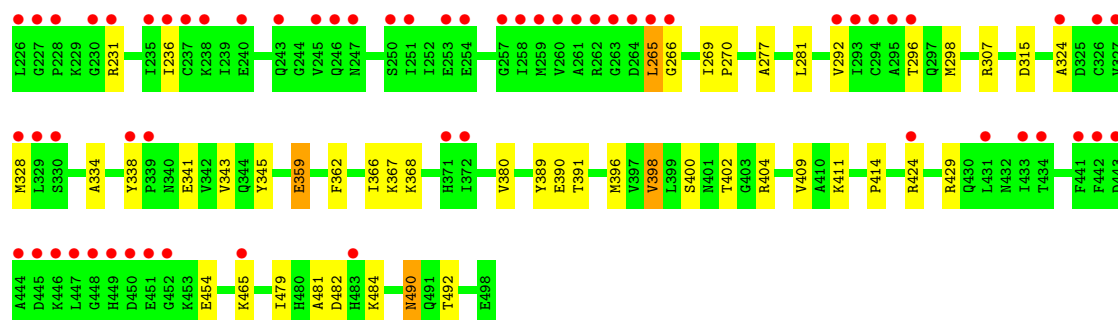 L226 G227 P228 K229 G230 R231 I235 I236 C237 K238 I239 E240 Q243 G244 V245 Q246 N247 S250 I251 I252 E253 E254 G257 I258 M259 V260 A261 R262 G263 D264 L265 G266 I269 P270 A277 L281 V292 I293 C294 A295 T296 Q297 M298 R307 D315 A324 D325 C326 V327
M328 L329 S330 A334 Y338 P339 N340 E341 V342 V343 Q344 Y345 E359 F362 I366 K367 K368 H371 I372 V380 Y389 E390 T391 M396 V397 V398 L399 S400 N401 T402 G403 R404 V409 A410 K411 P414 R424 R429 Q430 L431 N432 I433 T434 F441 F442
A444 D445 K446 L447 G448 H449 D450 E451 G452 K453 E454 K465 I479 H480 A481 D482 H483 K484 N490 Q491 T492 E498